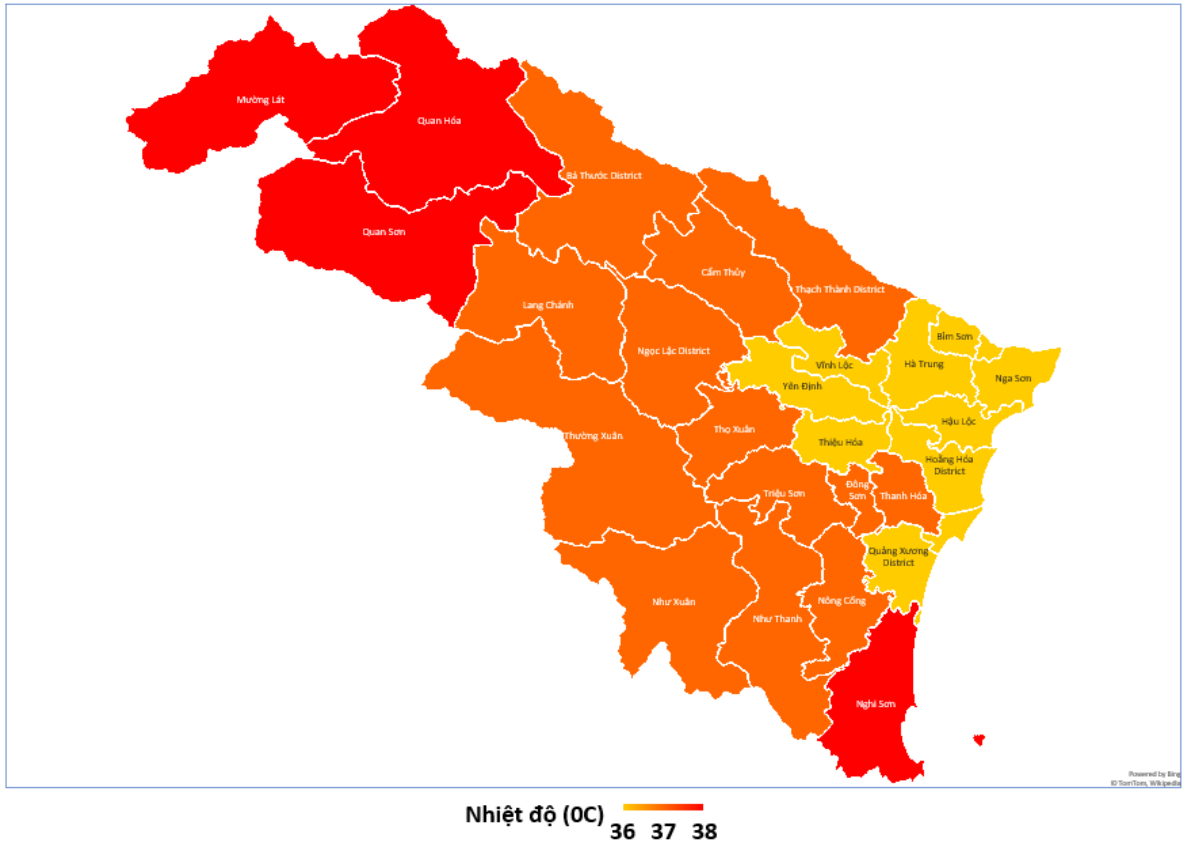 Mường Lát
Quan Hóa
Bá Thước District
Quan Sơn
Cẩm Thủy
Thạch Thành District
Lang Chánh
Bỉm Sơn
Ngọc Lặc District
Vĩnh Lộc
Hà Trung
Nga Sơn
Yên Định
Thọ Xuân
Hậu Lộc
Thường Xuân
Thiệu Hóa
Hoằng Hóa
District
Triệu Sơn
Đông
Sơn
Thanh Hóa
Quảng Xương
District
Như Xuân
Như Thanh
Nông Cống
Nghi Sơn
Powered by Bing
© TomTom, Wikipedia
Nhiệt độ (0C)
36 37 38